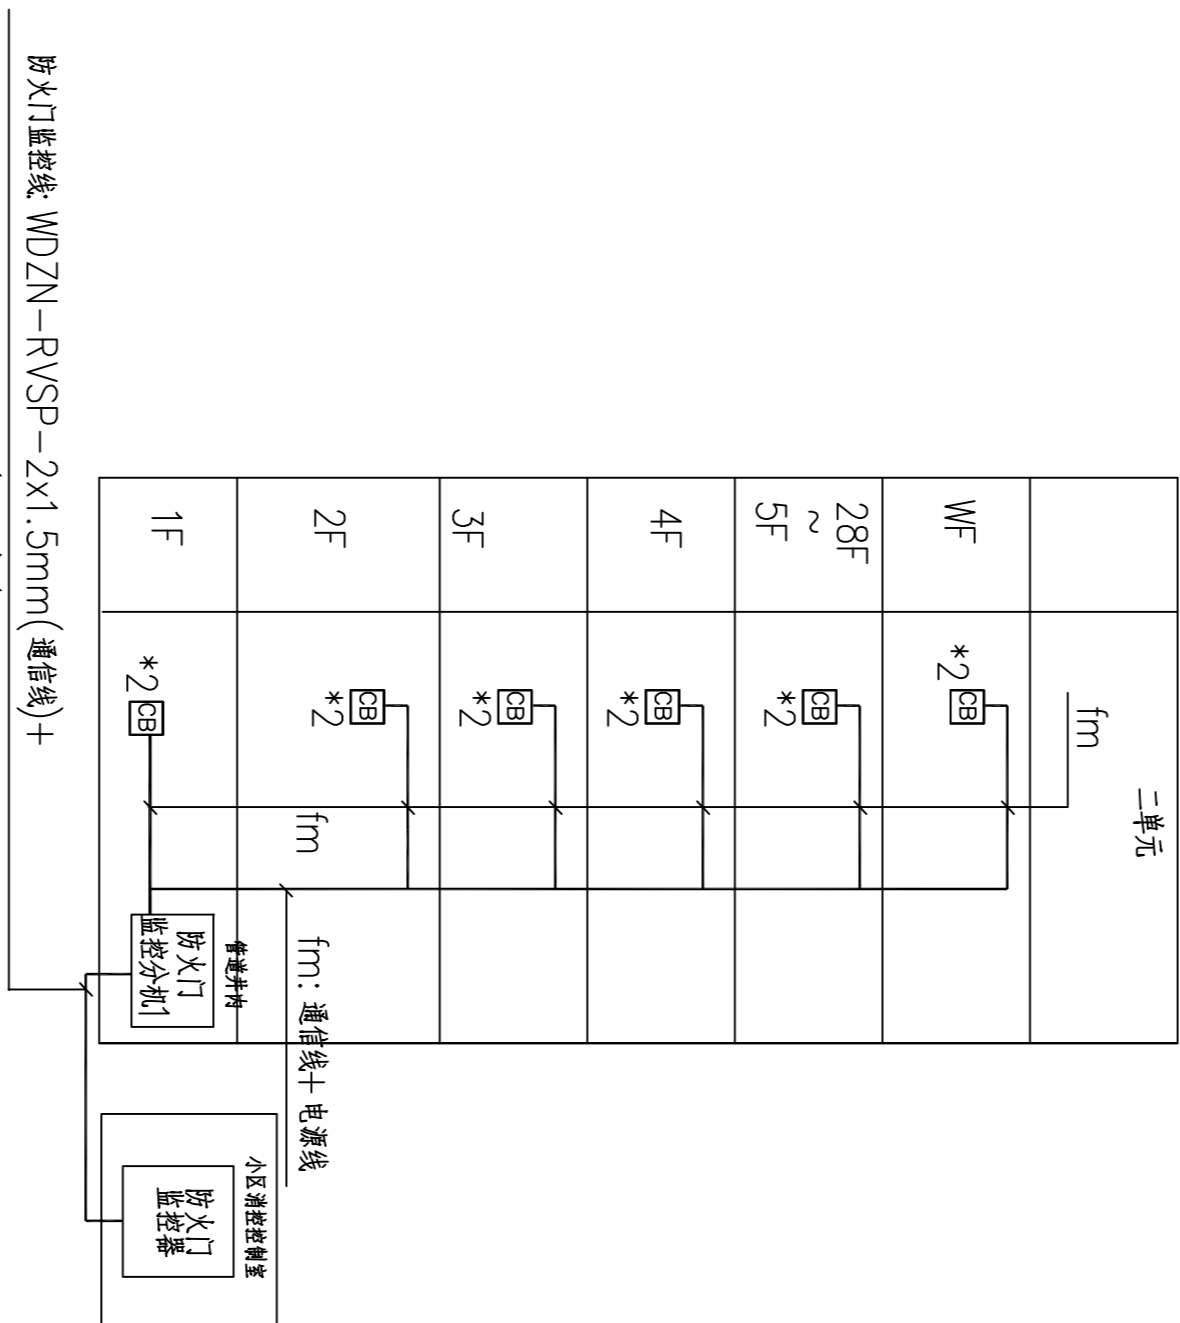 二单元
fm
WF
*2
CB
28F
~
5F
CB
*2
4F
CB
*2
3F
CB
*2
2F
CB
*2
fm
fm: 通信线+ 电源线
1F
*2
CB
管道井内
防火门
监控分机1
小区消控控制室
防火门
监控器
防火门监控线: WDZN-RVSP-2x1.5mm(通信线)+